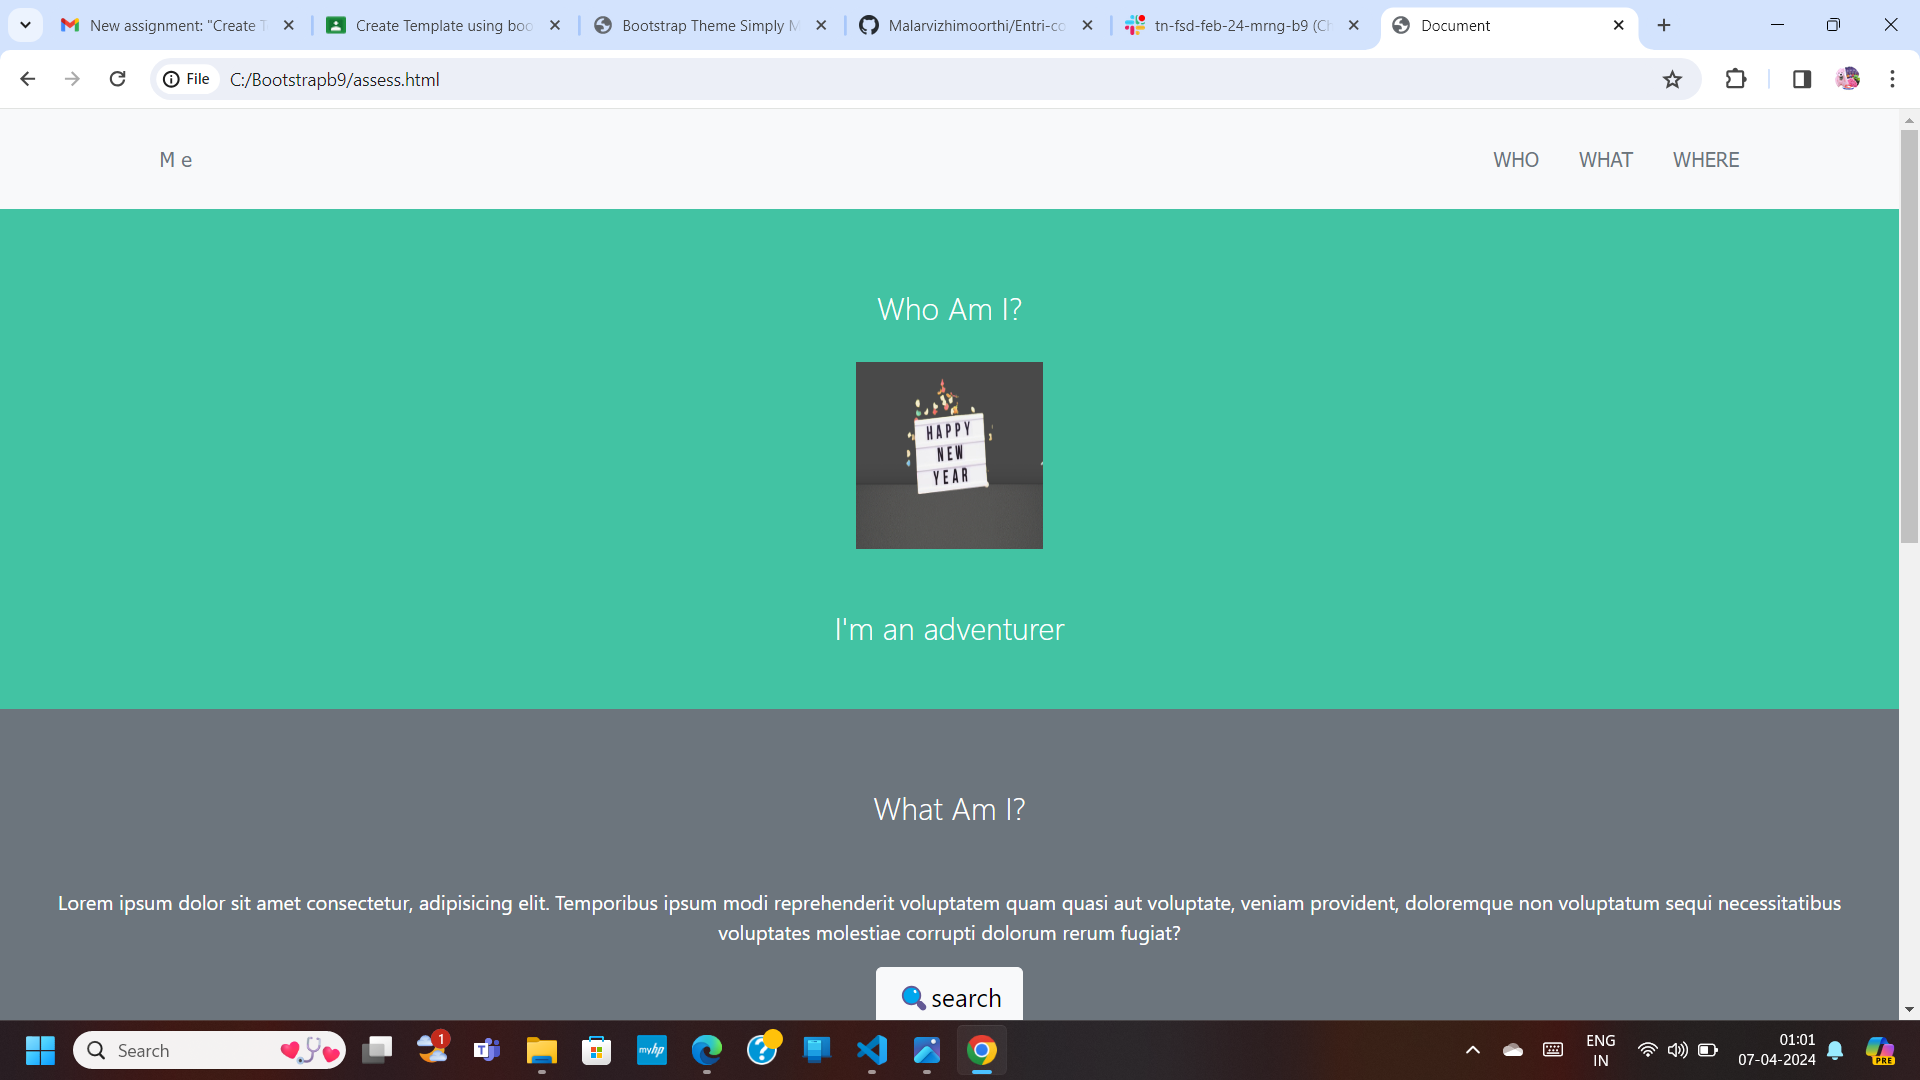 New assignment: "Create T
Create Template using boo
Bootstrap Theme Simply M
Malarvizhimoorthi/Entri-co
tn-fsd-feb-24-mrng-b9 (Ch
Document
File
C:/Bootstrapb9/assess.html
M e
WHO
WHAT
WHERE
Who Am I?
HAPPY
NEW
YEAR
I'm an adventurer
What Am I?
Lorem ipsum dolor sit amet consectetur, adipisicing elit. Temporibus ipsum modi reprehenderit voluptatem quam quasi aut voluptate, veniam provident, doloremque non voluptatum sequi necessitatibus
voluptates molestiae corrupti dolorum rerum fugiat?
search
Search
1
myhp
ENG
IN
01:01
07-04-2024
PRE